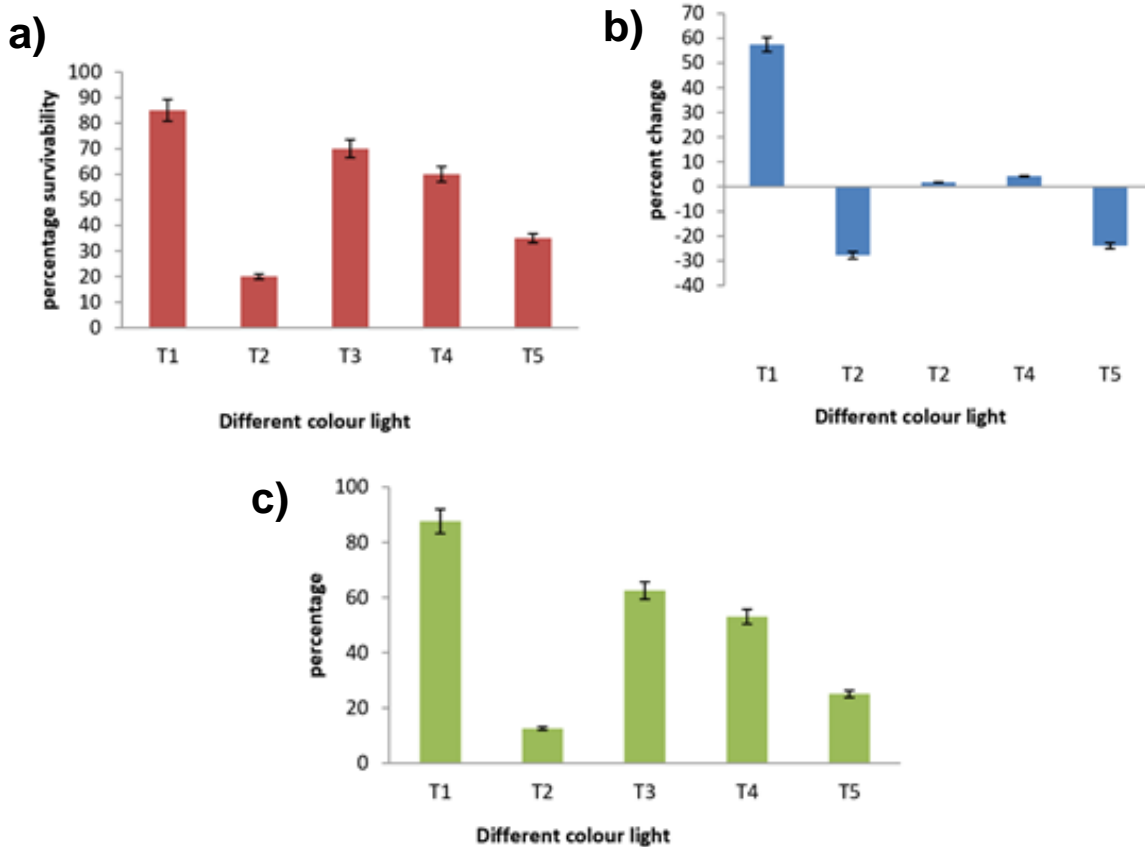 a)
percentage survivability
100
90
80
70
60
50
40
30
20
10
0
T1 T2 T3 T4 T5
Different colour light
b)
percent change
70
60
50
40
30
20
10
0
-10
-20
-30
-40
T1 T2 T2 T4 T5
Different colour light
c)
percentage
100
80
60
40
20
0
T1 T2 T3 T4 T5
Different colour light